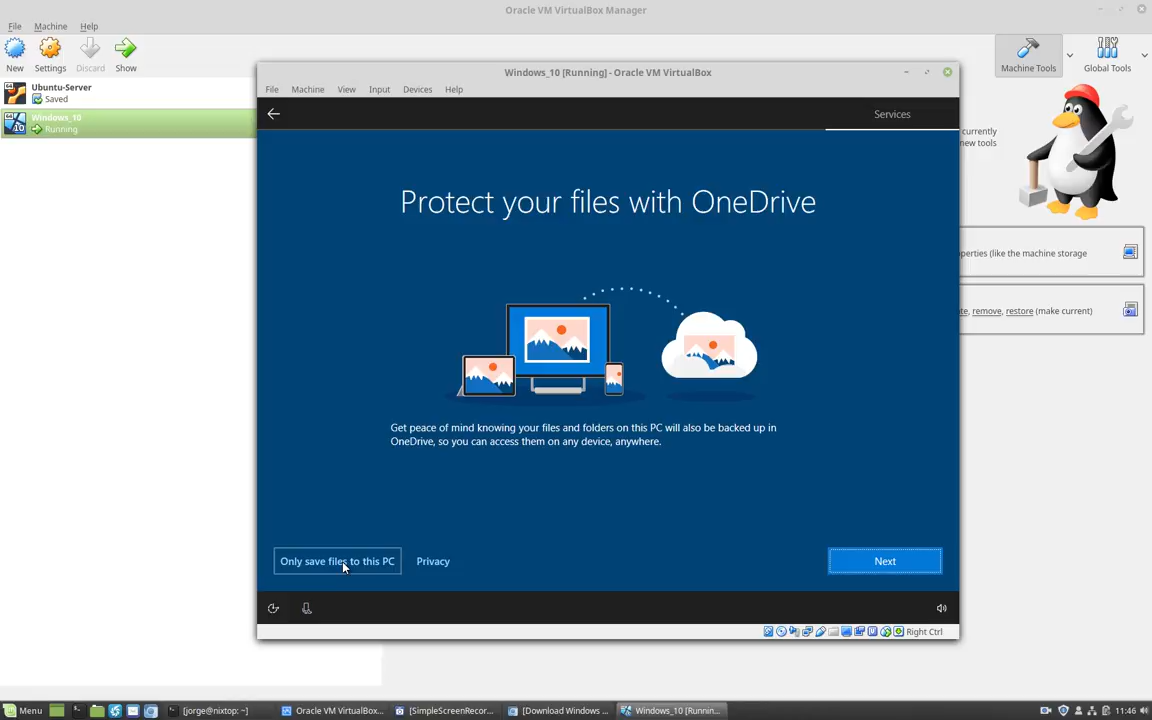 Oracle VM VirtualBox Manager
File Machine Help
New Settings Discard Show
Machine Tools Global Tools
Ubuntu-Server
Saved
Windows_10
Running
Windows_10 [Running] - Oracle VM VirtualBox
File Machine View Input Devices Help
Services
currently
new tools
Protect your files with OneDrive
operties (like the machine storage
te, remove, restore (make current)
Get peace of mind knowing your files and folders on this PC will also be backed up in
OneDrive, so you can access them on any device, anywhere.
Only save files to this PC Privacy Next
Right Ctrl
Menu [jorge@nixtop: ~] Oracle VM VirtualBox... [SimpleScreenRecor... [Download Windows ... Windows_10 [Runnin... 11:46